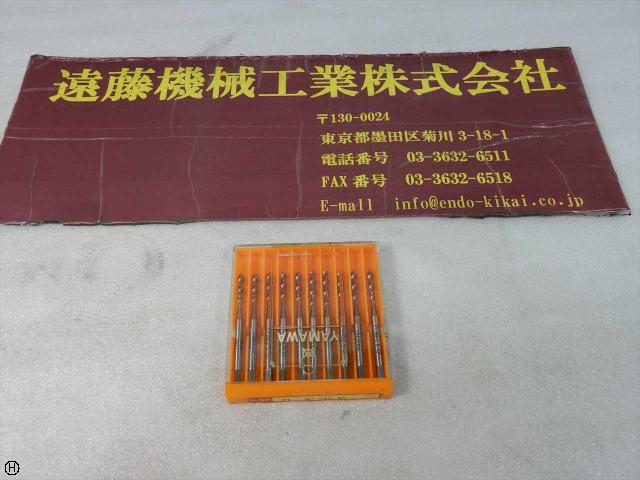 遠藤機械工業株式会社
〒130-0024
東京都墨田区菊川 3-18-1
電話番号 03-3632-6511
FAX 番号 03-3632-6518
E-mall info@endo-kikai.co.jp
YAMAWA
H